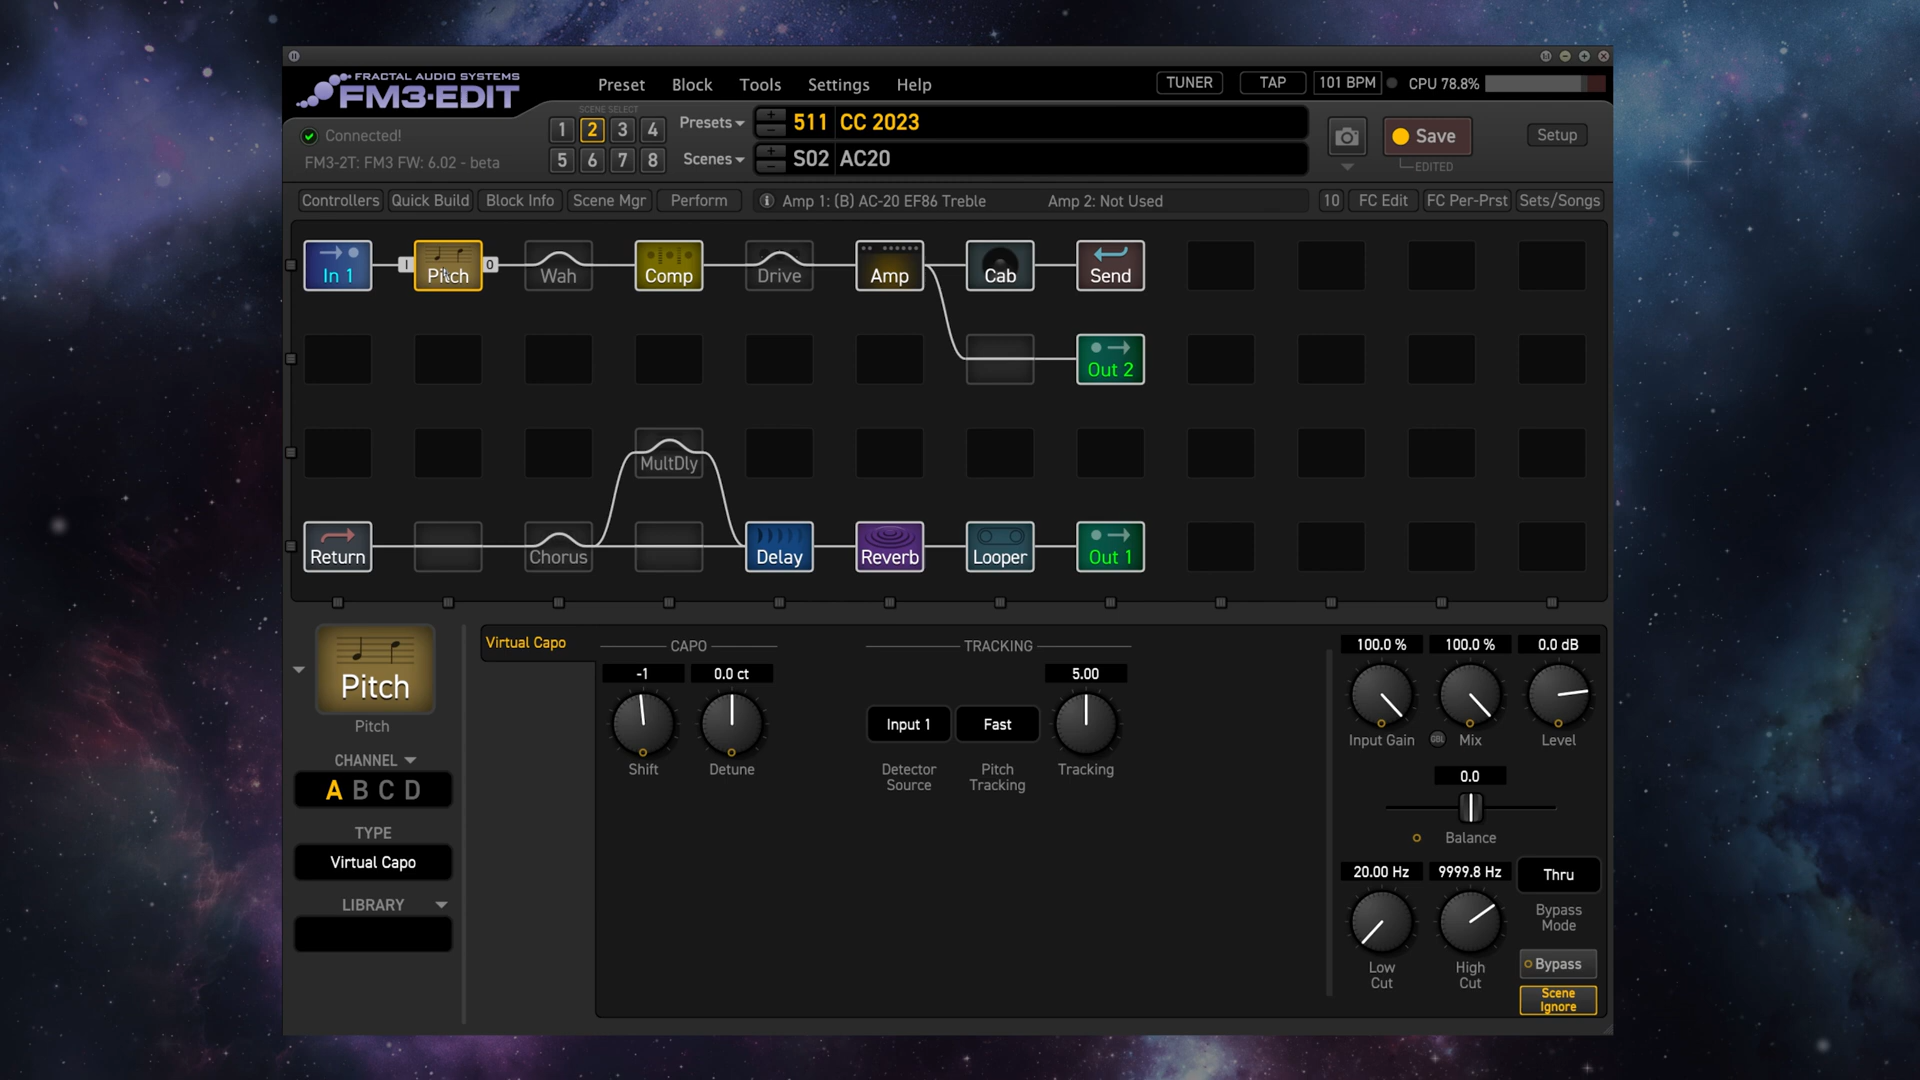 FRACTAL AUDIO SYSTEMS
FM3-EDIT
Preset Block Tools Settings Help
TUNER TAP 101 BPM CPU 78.8%
SCENE SELECT
1 2 3 4
5 6 7 8
Presets + - 511 CC 2023
Scenes + - S02 AC20
Save
EDITED
Setup
Connected!
FM3-2T: FM3 FW: 6.02 - beta
Controllers Quick Build Block Info Scene Mgr Perform
Amp 1: (B) AC-20 EF86 Treble Amp 2: Not Used
10 FC Edit FC Per-Prst Sets/Songs
In 1 I Pitch O Wah Comp Drive Amp Cab Send
Out 2
MultDly
Return Chorus Delay Reverb Looper Out 1
Pitch
Pitch
CHANNEL
A B C D
TYPE
Virtual Capo
LIBRARY
Virtual Capo
CAPO
-1 0.0 ct
Shift Detune
TRACKING
5.00
Input 1 Fast
Detector
Source
Pitch
Tracking
Tracking
100.0 % 100.0 % 0.0 dB
Input Gain GBL Mix Level
0.0
Balance
20.00 Hz 9999.8 Hz Thru
Low
Cut
High
Cut
Bypass
Mode
Bypass
Scene
Ignore